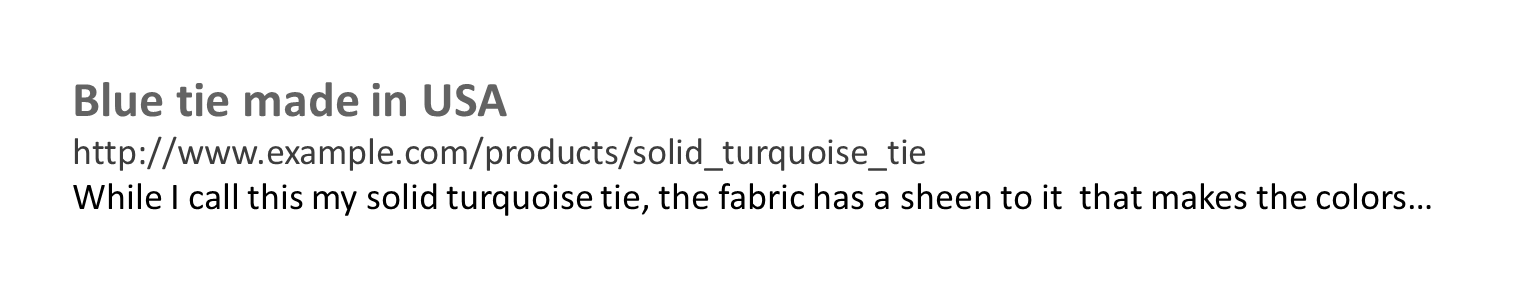 Blue tie made in USA
http://www.example.com/products/solid_turquoise_tie
While I call this my solid turquoise tie, the fabric has a sheen to it  that makes the colors…